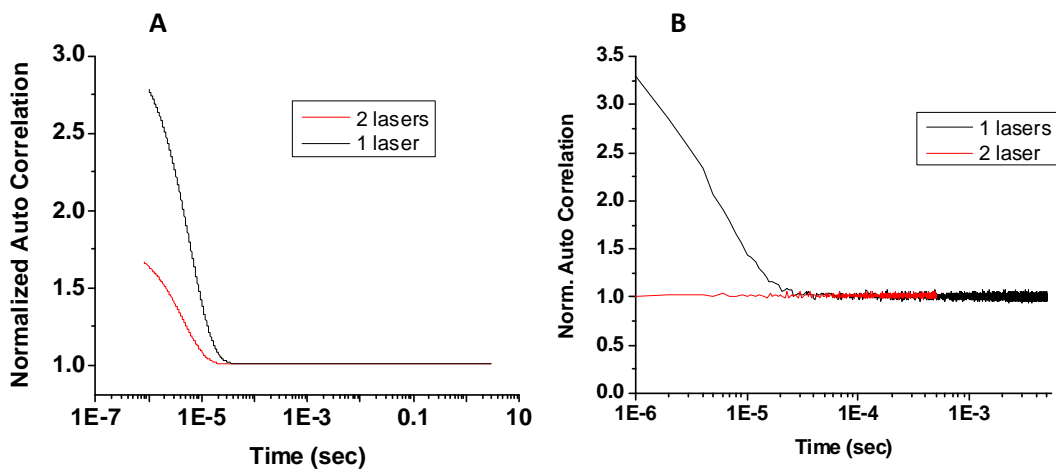 A
Normalized Auto Correlation
3.0
2.5
2.0
1.5
1.0
2 lasers
1 laser
1E-7 1E-5 1E-3 0.1 10
Time (sec)
B
Norm. Auto Correlation
3.5
3.0
2.5
2.0
1.5
1.0
0.5
0.0
1 lasers
2 laser
1E-6 1E-5 1E-4 1E-3
Time (sec)